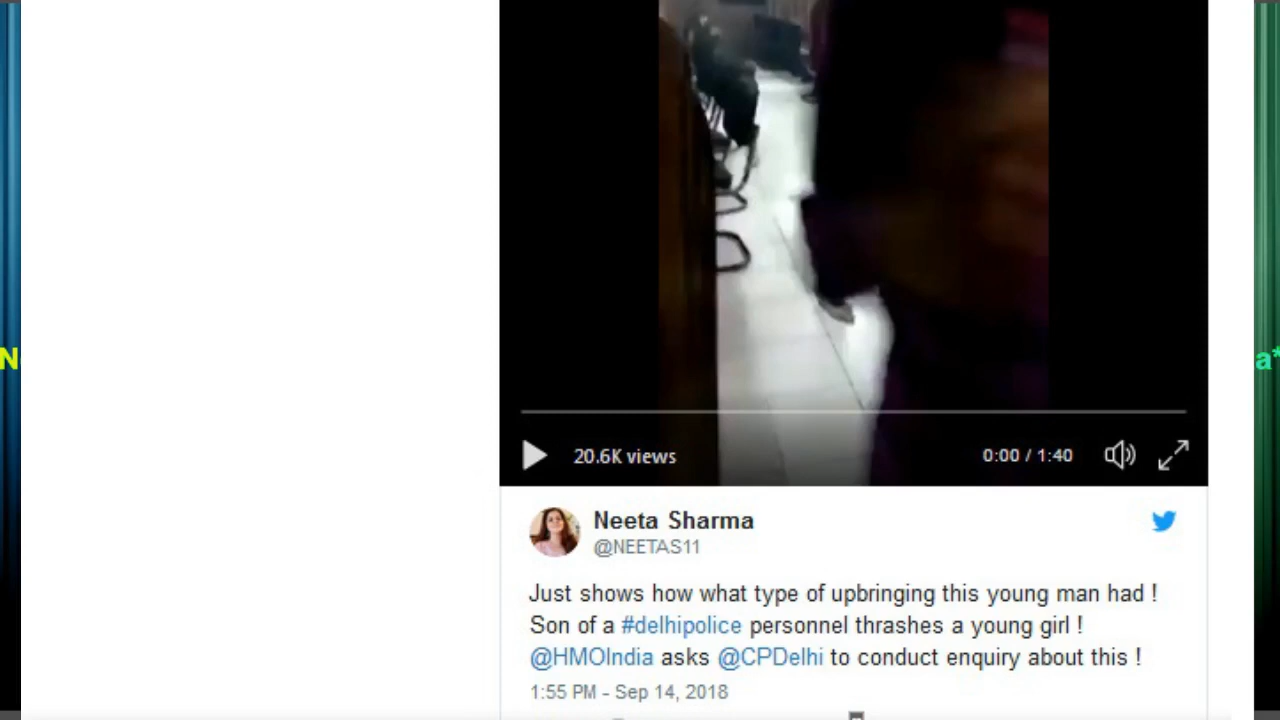 N
a*
20.6K views
0:00 / 1:40
Neeta Sharma
@NEETAS11
Just shows how what type of upbringing this young man had !
Son of a #delhipolice personnel thrashes a young girl !
@HMOIndia asks @CPDelhi to conduct enquiry about this !
1:55 PM - Sep 14, 2018